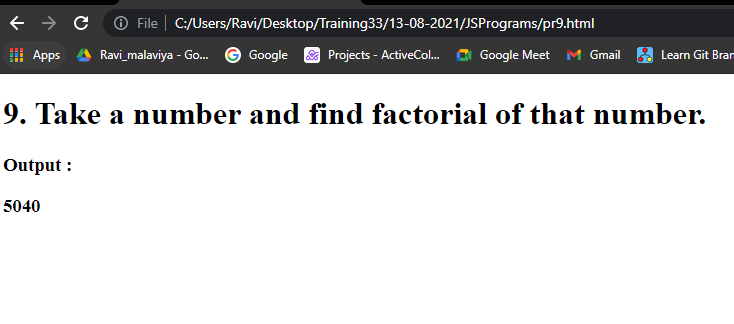 File C:/Users/Ravi/Desktop/Training33/13-08-2021/JSPrograms/pr9.html
Apps Ravi_malaviya - Go... Google Projects - ActiveCol... Google Meet Gmail Learn Git Bran
9. Take a number and find factorial of that number.
Output :
5040